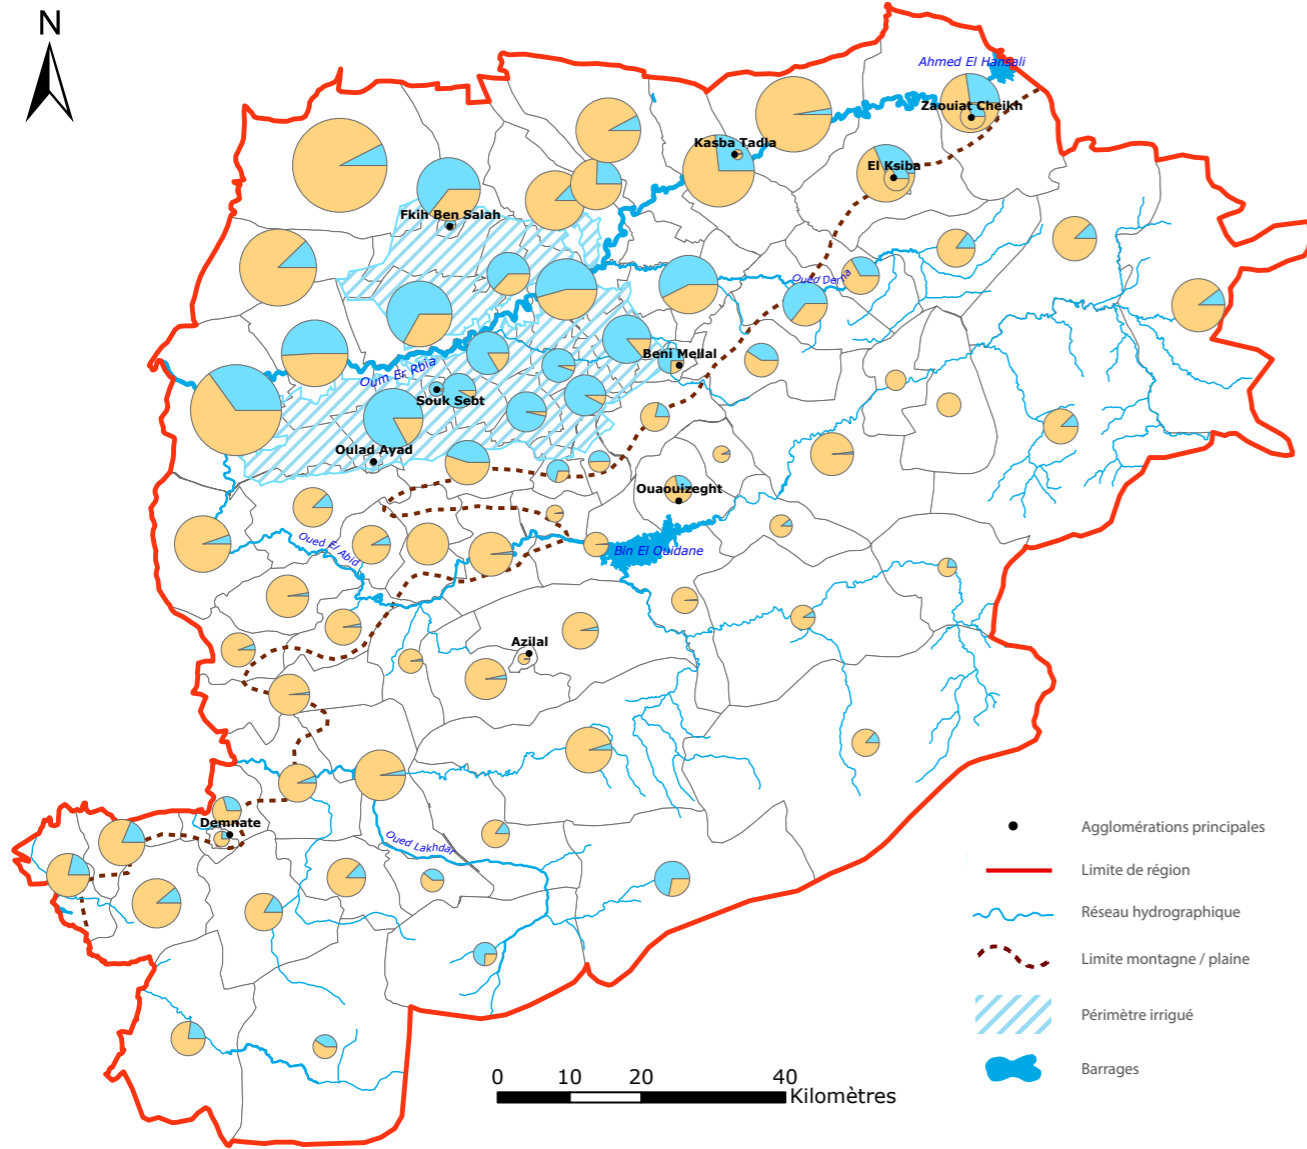 N
Ahmed El Hansali
Zaouiat Cheikh
Kasba Tadla
El Ksiba
Fkih Ben Salah
Oued Derna
Beni Mellal
Oum Er Rbia
Souk Sebt
Oulad Ayad
Ouaouizeght
Oued El Abid
Bin El Ouidane
Azilal
Demnate
Oued Lakhdar
Agglomérations principales
Limite de région
Réseau hydrographique
Limite montagne / plaine
Périmètre irrigué
Barrages
0 10 20 40
Kilomètres